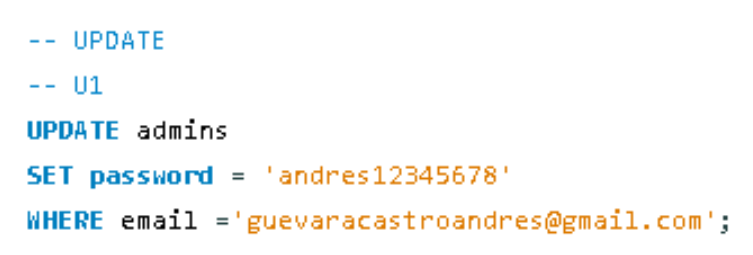 -- UPDATE
-- U1
UPDATE admins
SET password = 'andres12345678'
WHERE email ='guevaracastroandres@gmail.com';